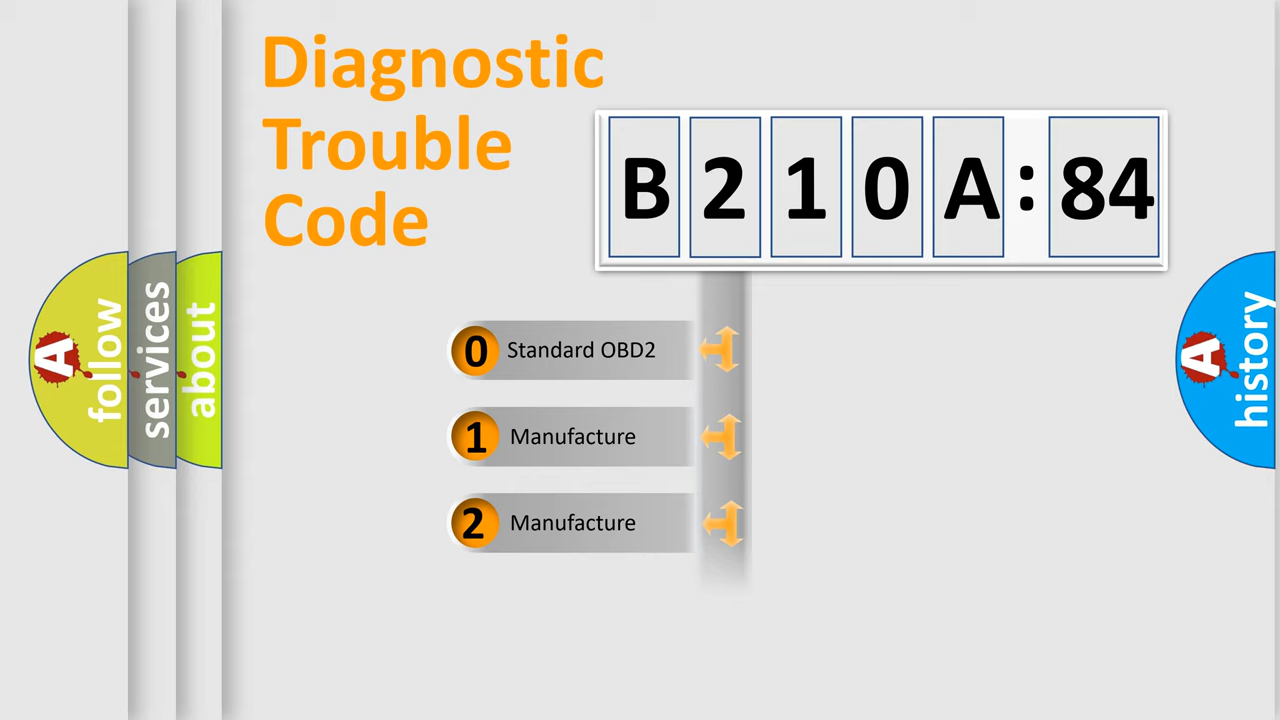 Diagnostic
Trouble
Code
B 2 1 0 A : 84
0 Standard OBD2
1 Manufacture
2 Manufacture
A follow
services
about
A history